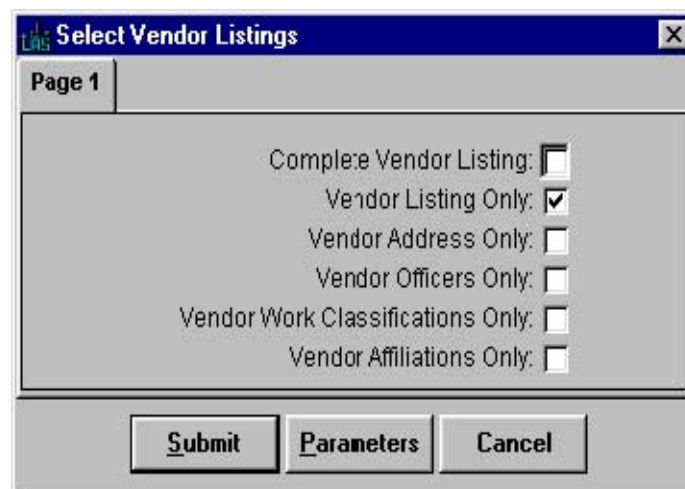 Select Vendor Listings
Page 1
Complete Vendor Listing:
Vendor Listing Only:
Vendor Address Only:
Vendor Officers Only:
Vendor Work Classifications Only:
Vendor Affiliations Only:
Submit Parameters Cancel